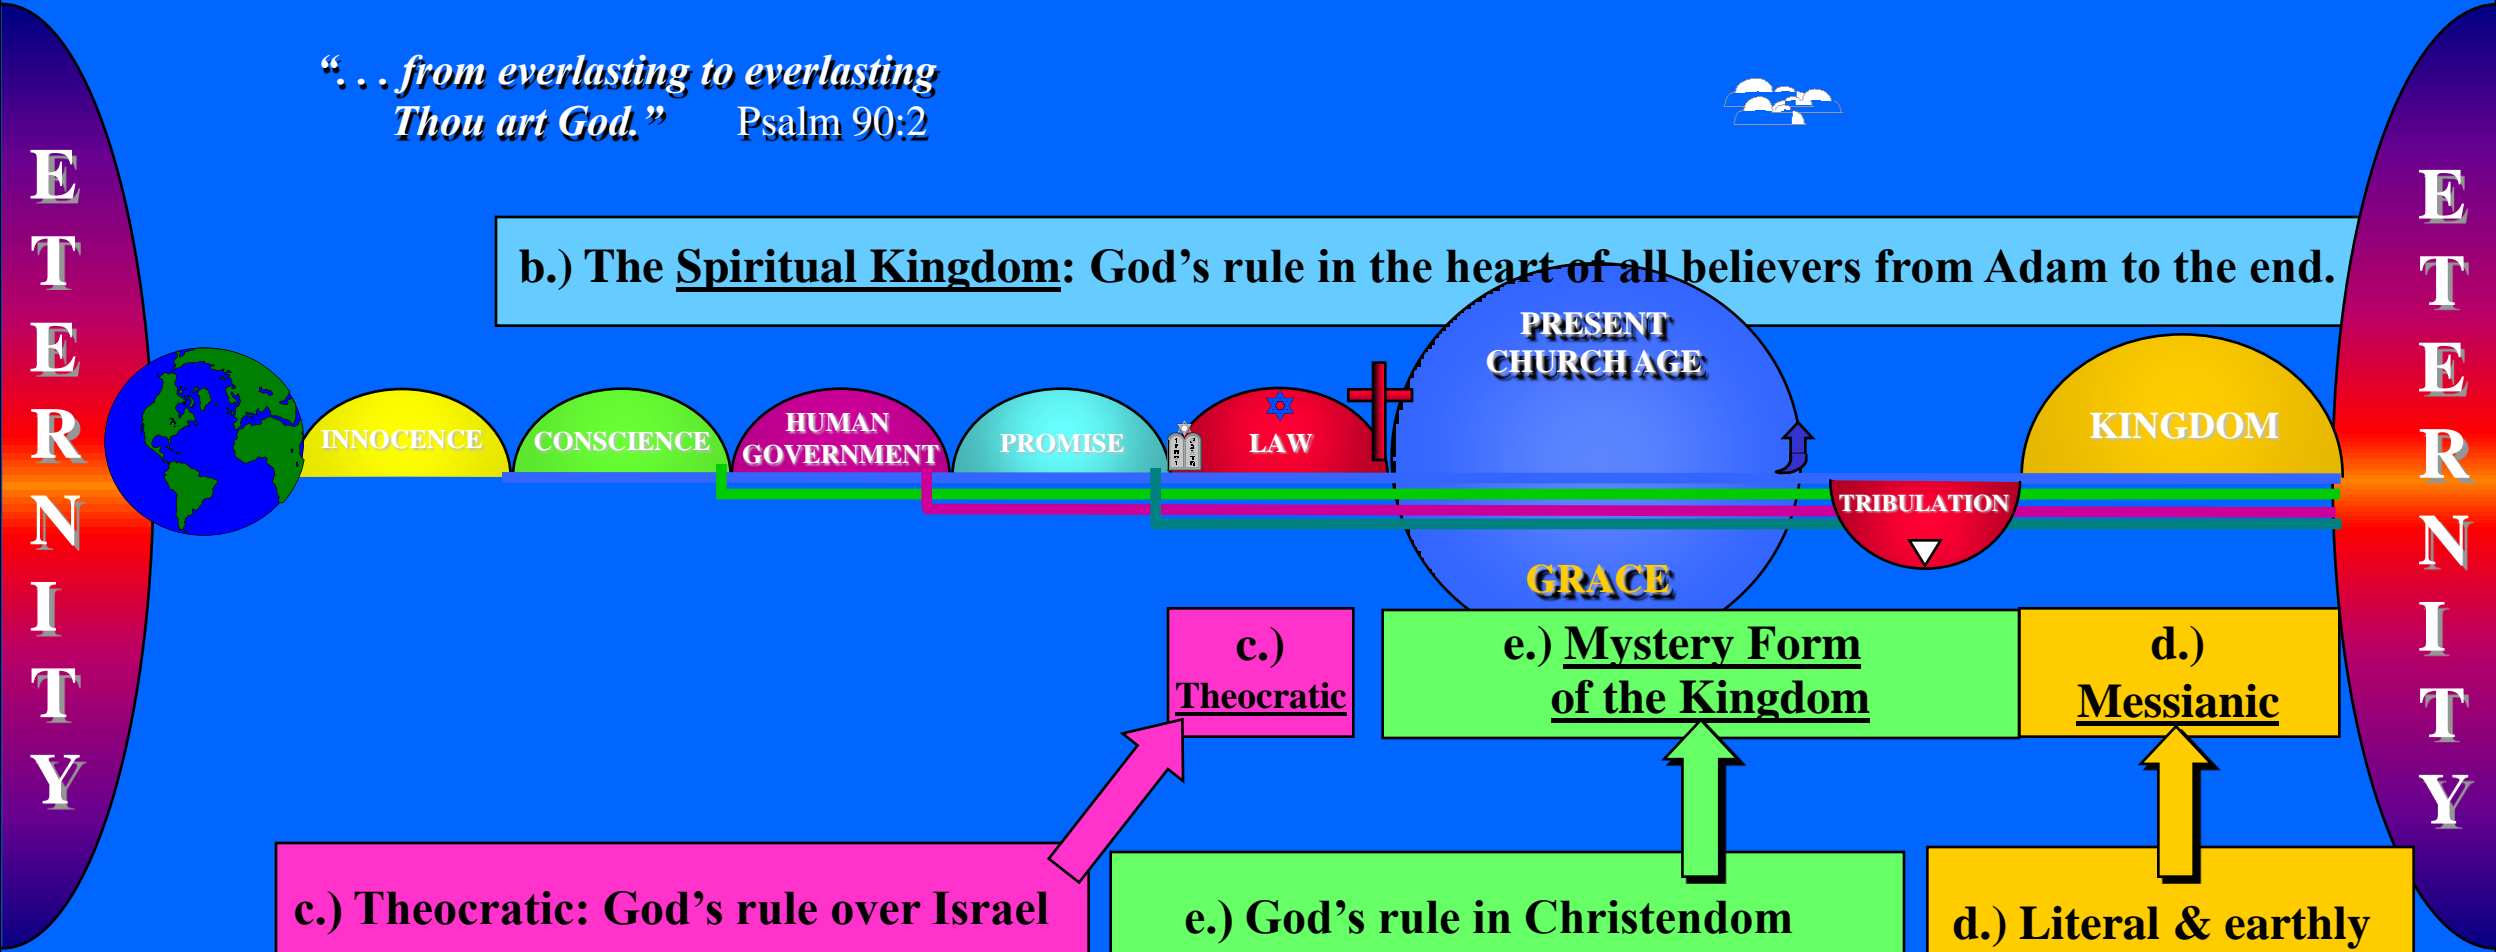 “. . . from everlasting to everlasting
Thou art God.” Psalm 90:2
E
T
E
R
N
I
T
Y
b.) The Spiritual Kingdom: God’s rule in the heart of all believers from Adam to the end.
PRESENT
CHURCH AGE
INNOCENCE
CONSCIENCE
HUMAN
GOVERNMENT
PROMISE
LAW
KINGDOM
TRIBULATION
GRACE
c.)
Theocratic
e.) Mystery Form
of the Kingdom
d.)
Messianic
c.) Theocratic: God’s rule over Israel
e.) God’s rule in Christendom
d.) Literal & earthly
E
T
E
R
N
I
T
Y